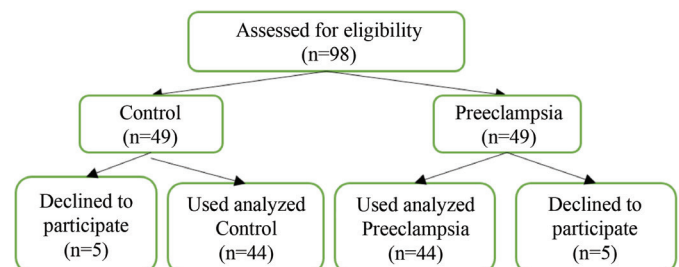 Assessed for eligibility
(n=98)
Control
(n=49)
Preeclampsia
(n=49)
Declined to
participate
(n=5)
Used analyzed
Control
(n=44)
Used analyzed
Preeclampsia
(n=44)
Declined to
participate
(n=5)